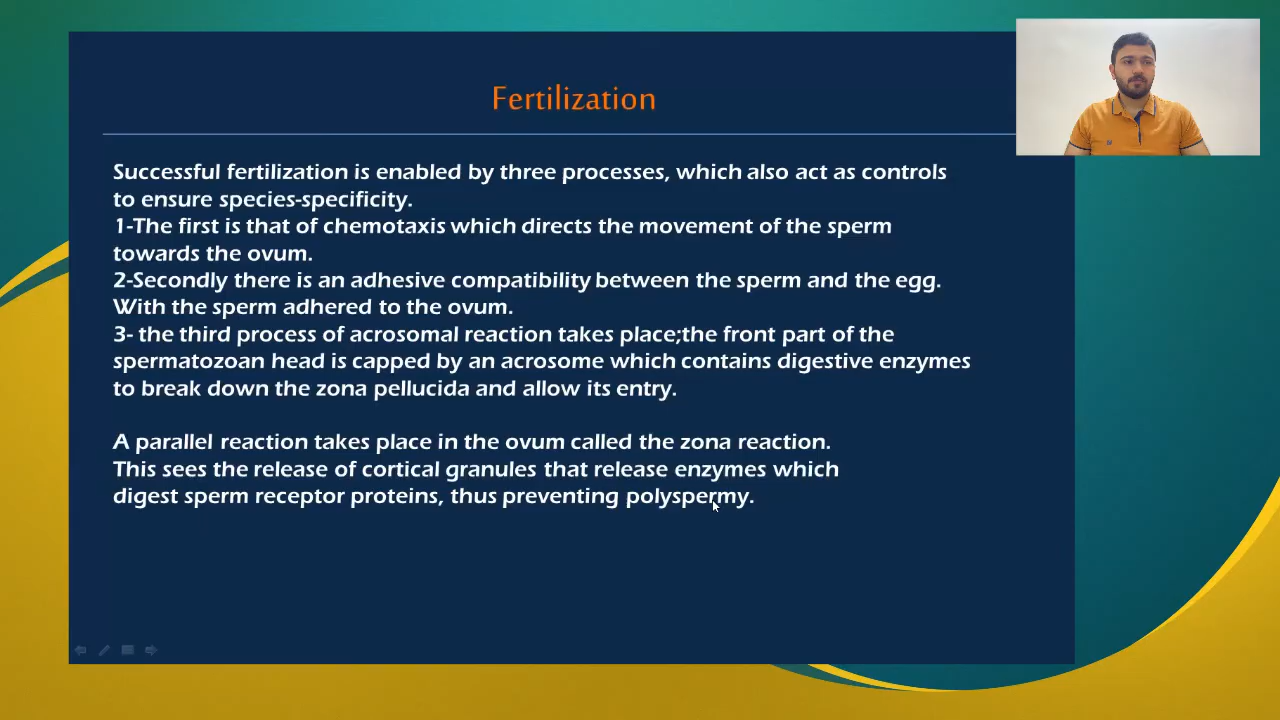 Fertilization
Successful fertilization is enabled by three processes, which also act as controls
to ensure species-specificity.
1-The first is that of chemotaxis which directs the movement of the sperm
towards the ovum.
2-Secondly there is an adhesive compatibility between the sperm and the egg.
With the sperm adhered to the ovum.
3- the third process of acrosomal reaction takes place;the front part of the
spermatozoan head is capped by an acrosome which contains digestive enzymes
to break down the zona pellucida and allow its entry.
A parallel reaction takes place in the ovum called the zona reaction.
This sees the release of cortical granules that release enzymes which
digest sperm receptor proteins, thus preventing polyspermy.